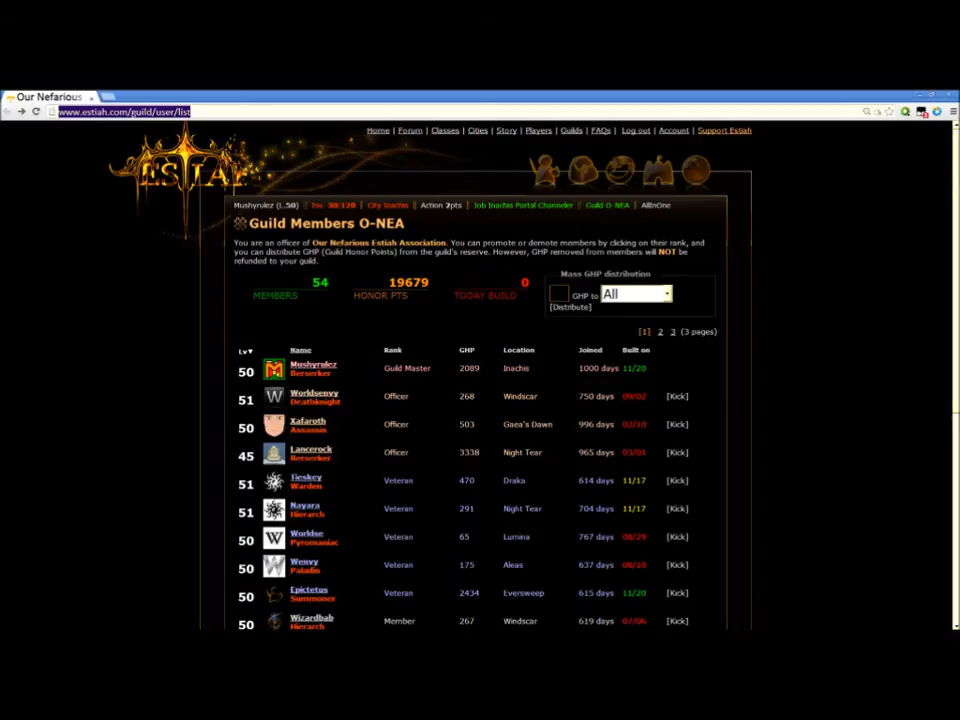 Our Nefarious
www.estiah.com/guild/user/list
Home | Forum | Classes | Cities | Story | Players | Guilds | FAQs | Log out | Account | Support Estiah
ESTIAH
Mushyrulez (L.50) | Inv. 30/120 | City Inachis | Action 2pts | Job Inachis Portal Channeler | Guild O-NEA | AllInOne
Guild Members O-NEA
You are an officer of Our Nefarious Estiah Association. You can promote or demote members by clicking on their rank, and
you can distribute GHP (Guild Honor Points) from the guild's reserve. However, GHP removed from members will NOT be
refunded to your guild.
54 MEMBERS
19679 HONOR PTS
0 TODAY BUILD
Mass GHP distribution
GHP to All
[Distribute]
[1] 2 3 (3 pages)
Lv Name Rank GHP Location Joined Built on
50 Mushyrulez Berserker Guild Master 2089 Inachis 1000 days 11/20
51 Worldsenvy Deathknight Officer 268 Windscar 750 days 09/02 [Kick]
50 Xafaroth Assassin Officer 503 Gaea's Dawn 996 days 02/10 [Kick]
45 Lancerock Berserker Officer 3338 Night Tear 965 days 03/01 [Kick]
51 Tieskey Warden Veteran 470 Draka 614 days 11/17 [Kick]
51 Nayara Hierarch Veteran 291 Night Tear 704 days 11/17 [Kick]
50 Worldse Pyromaniac Veteran 65 Lumina 767 days 08/29 [Kick]
50 Wenvy Paladin Veteran 175 Aleas 637 days 08/10 [Kick]
50 Epictetus Summoner Veteran 2434 Eversweep 615 days 11/20 [Kick]
50 Wizardbab Hierarch Member 267 Windscar 619 days 07/06 [Kick]